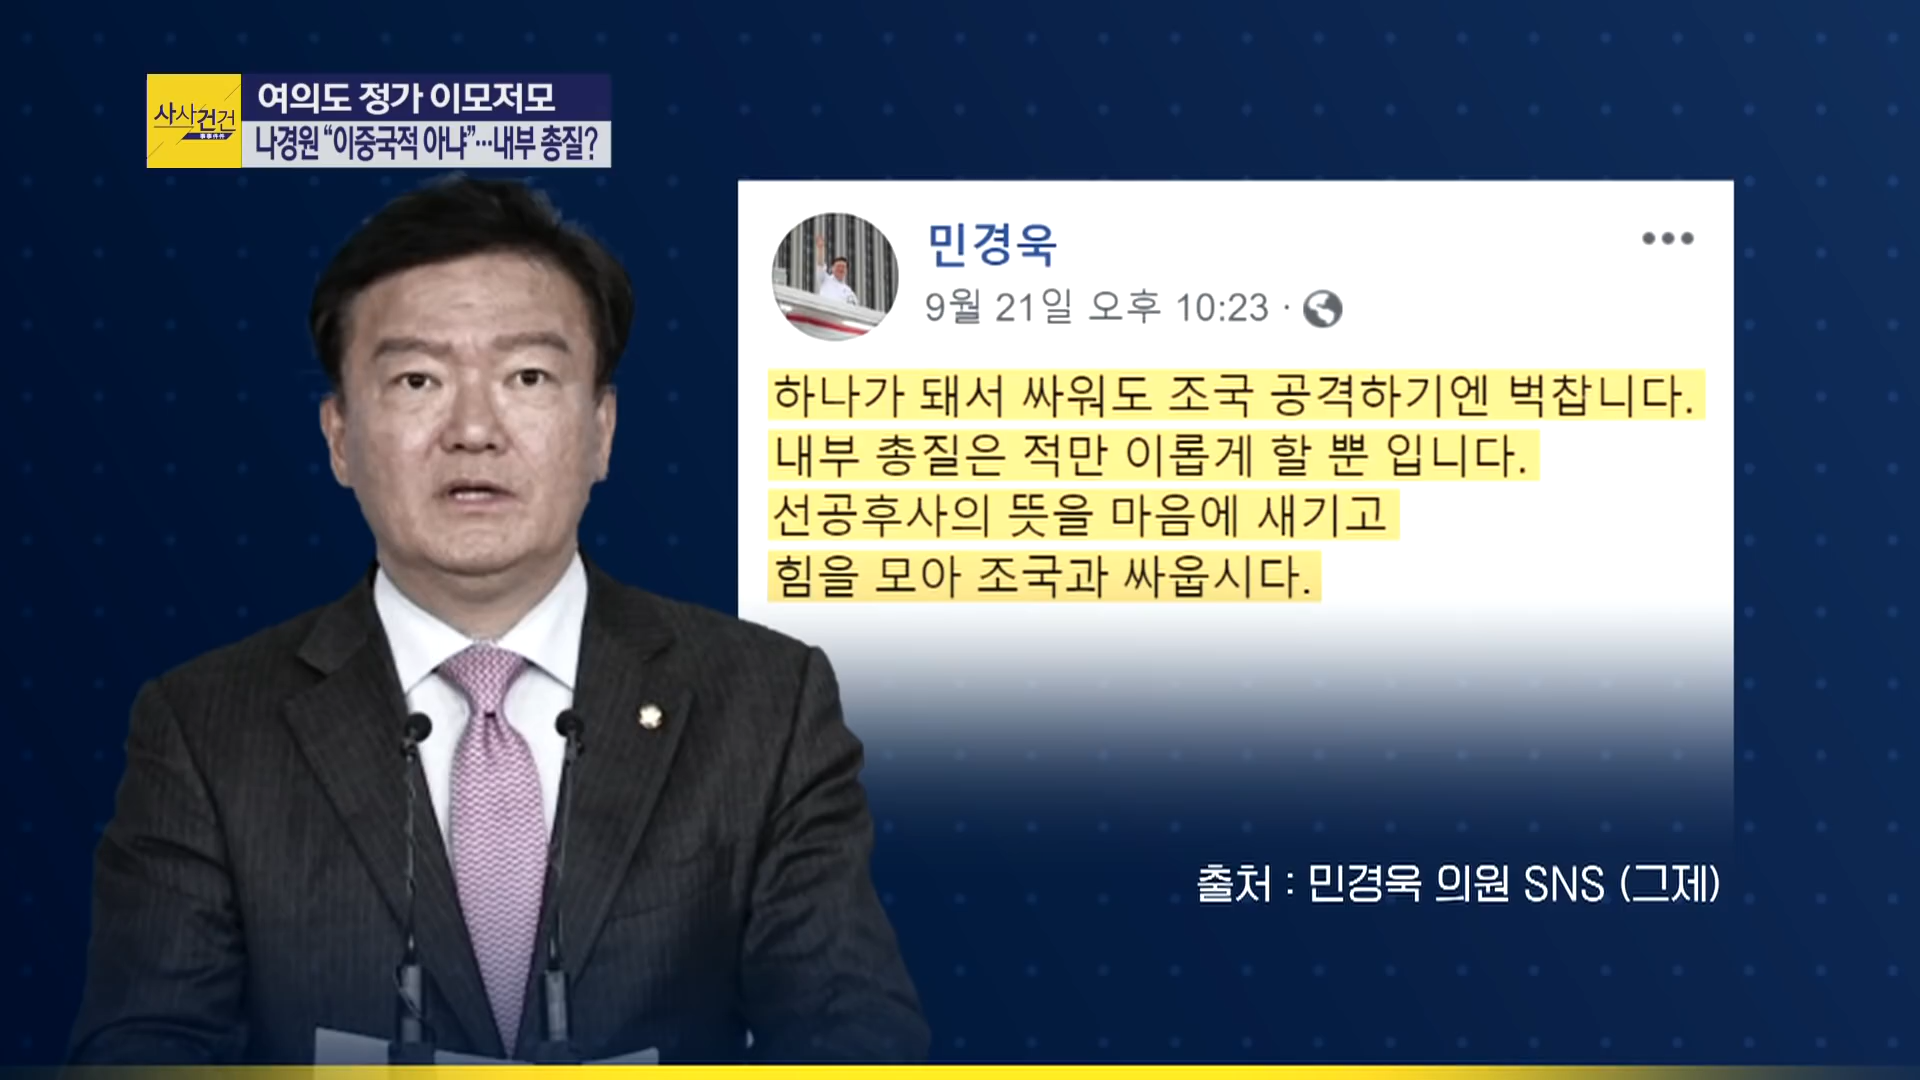 사사건건
事事件件
여의도 정가 이모저모
나경원 “이중국적 아냐”…내부 총질?
민경욱
9월 21일 오후 10:23 ·
하나가 돼서 싸워도 조국 공격하기엔 벅찹니다.
내부 총질은 적만 이롭게 할 뿐 입니다.
선공후사의 뜻을 마음에 새기고
힘을 모아 조국과 싸웁시다.
출처 : 민경욱 의원 SNS (그제)